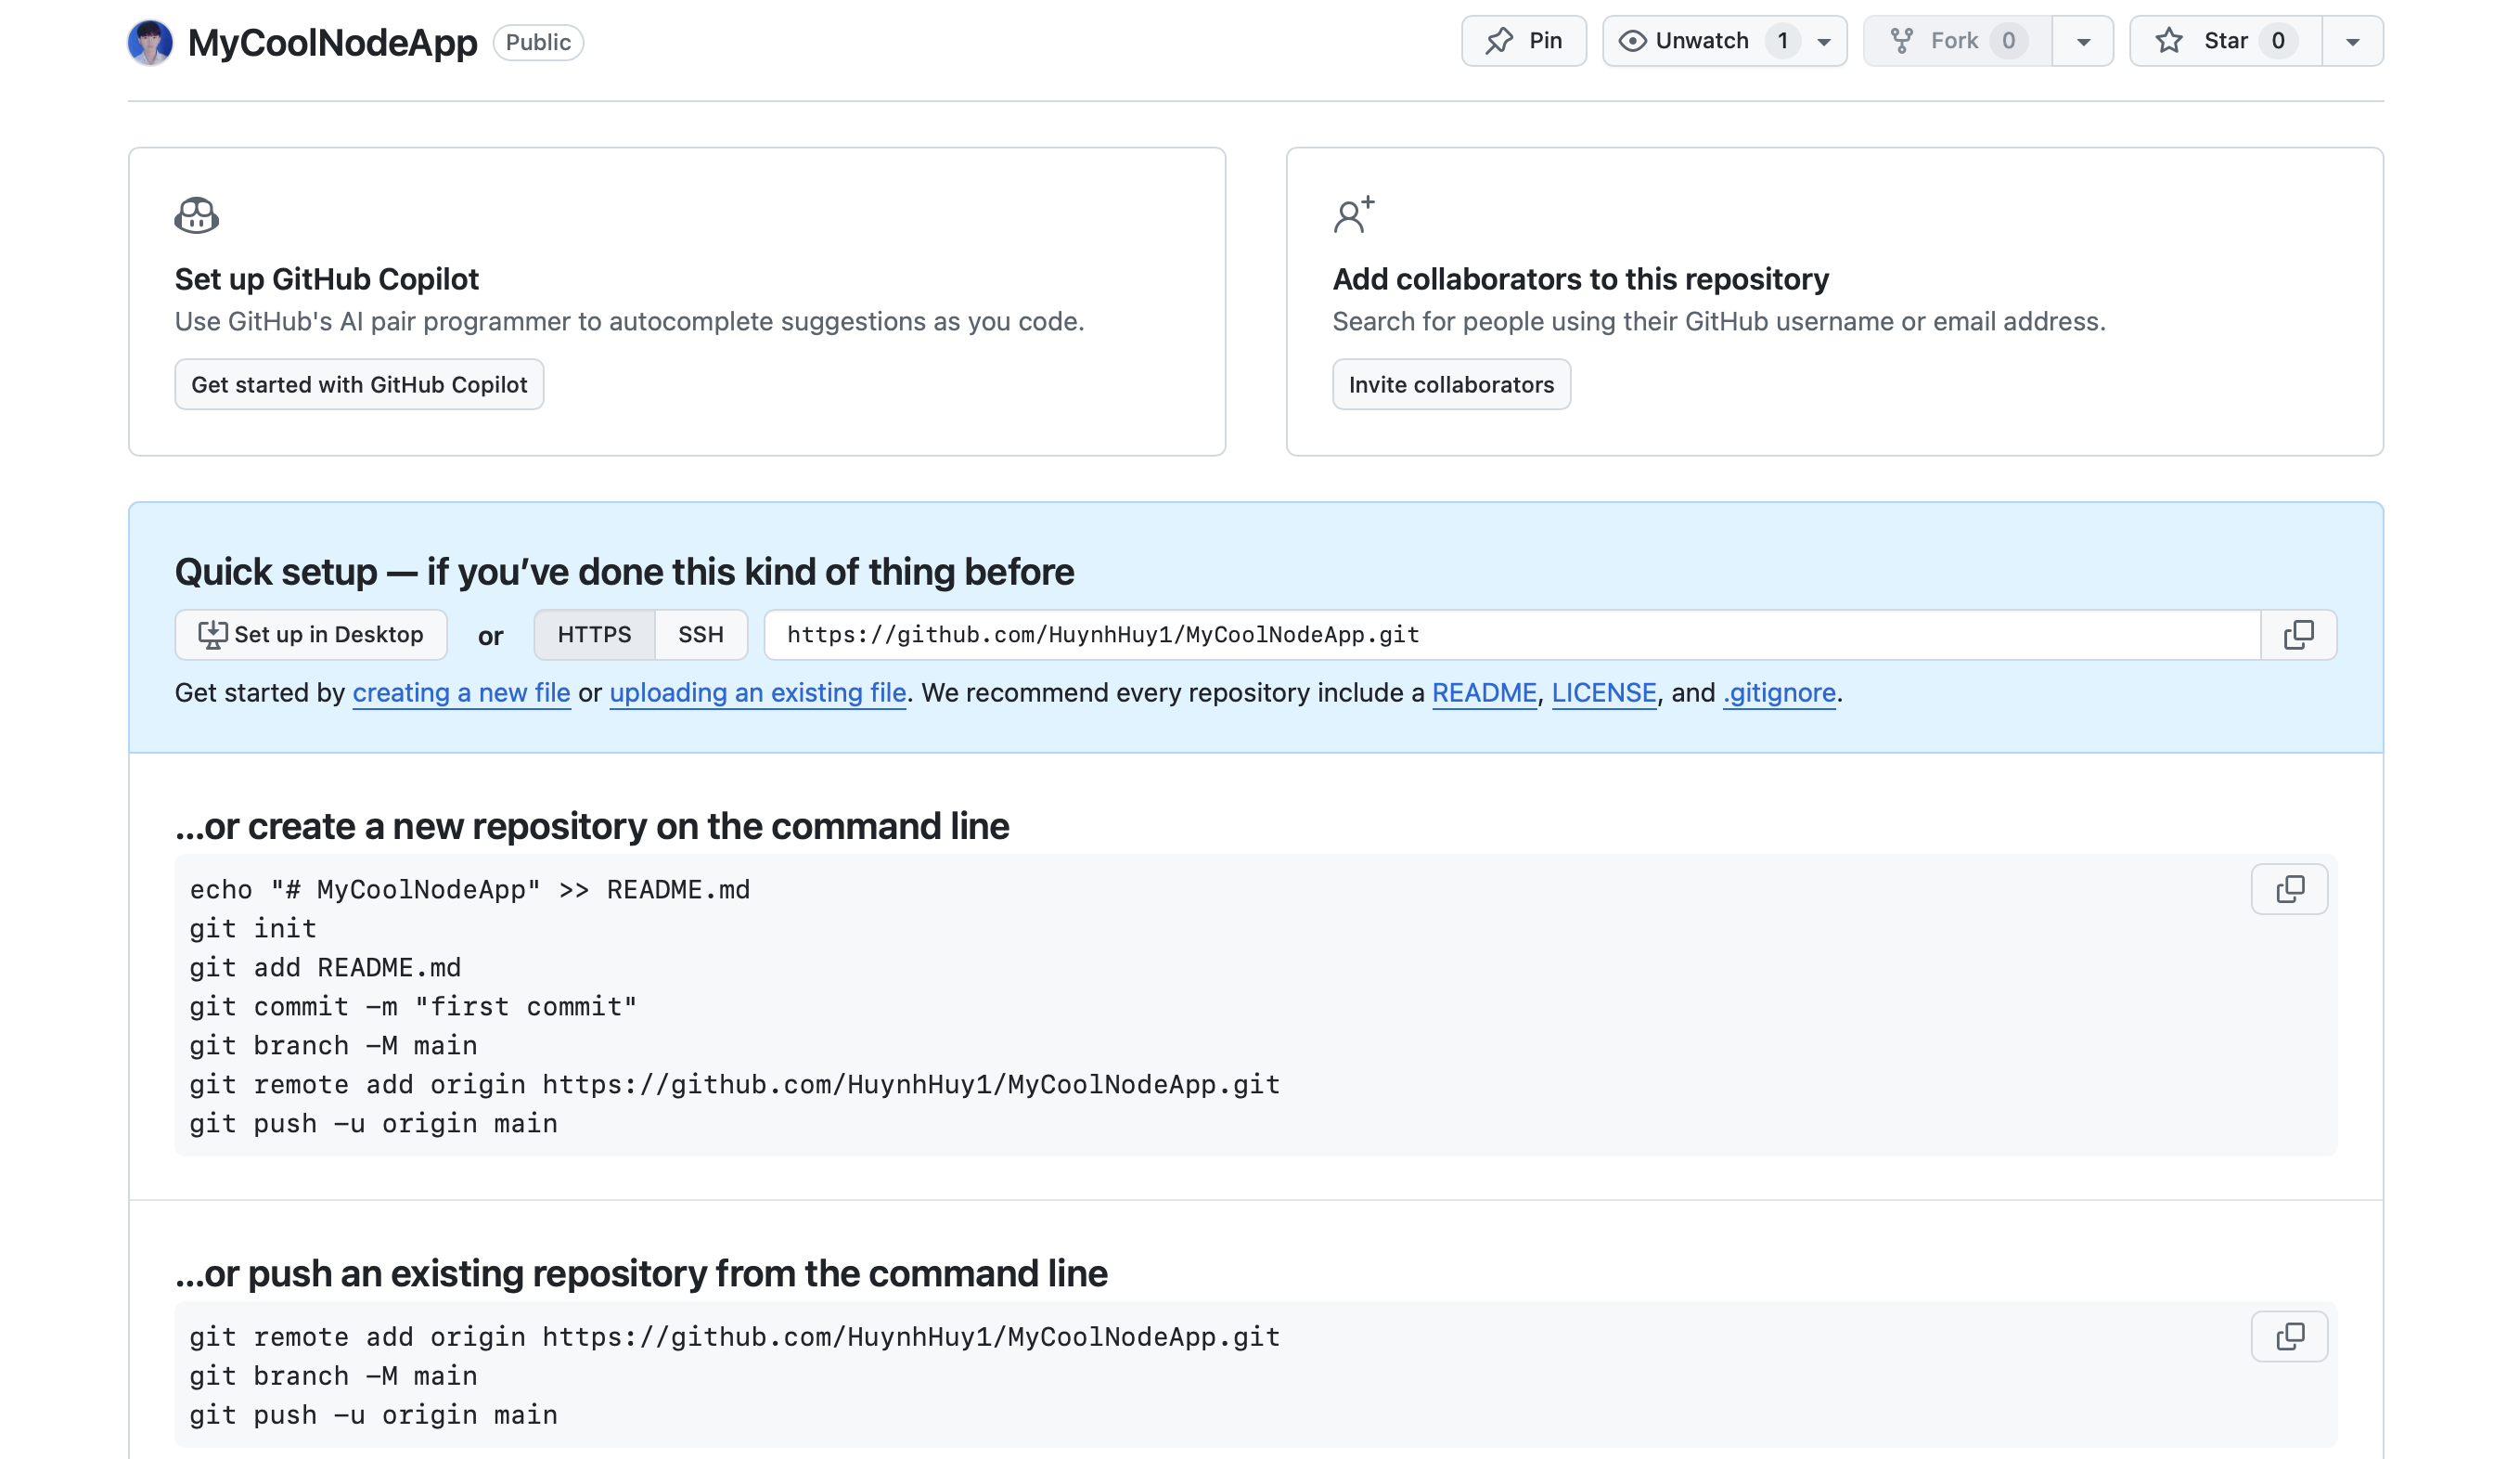 MyCoolNodeApp Public Pin Unwatch 1 Fork 0 Star 0
Set up GitHub Copilot
Use GitHub's AI pair programmer to autocomplete suggestions as you code.
Get started with GitHub Copilot
Add collaborators to this repository
Search for people using their GitHub username or email address.
Invite collaborators
Quick setup — if you’ve done this kind of thing before
Set up in Desktop or HTTPS SSH https://github.com/HuynhHuy1/MyCoolNodeApp.git
Get started by creating a new file or uploading an existing file. We recommend every repository include a README, LICENSE, and .gitignore.
…or create a new repository on the command line
echo "# MyCoolNodeApp" >> README.md
git init
git add README.md
git commit -m "first commit"
git branch -M main
git remote add origin https://github.com/HuynhHuy1/MyCoolNodeApp.git
git push -u origin main
…or push an existing repository from the command line
git remote add origin https://github.com/HuynhHuy1/MyCoolNodeApp.git
git branch -M main
git push -u origin main